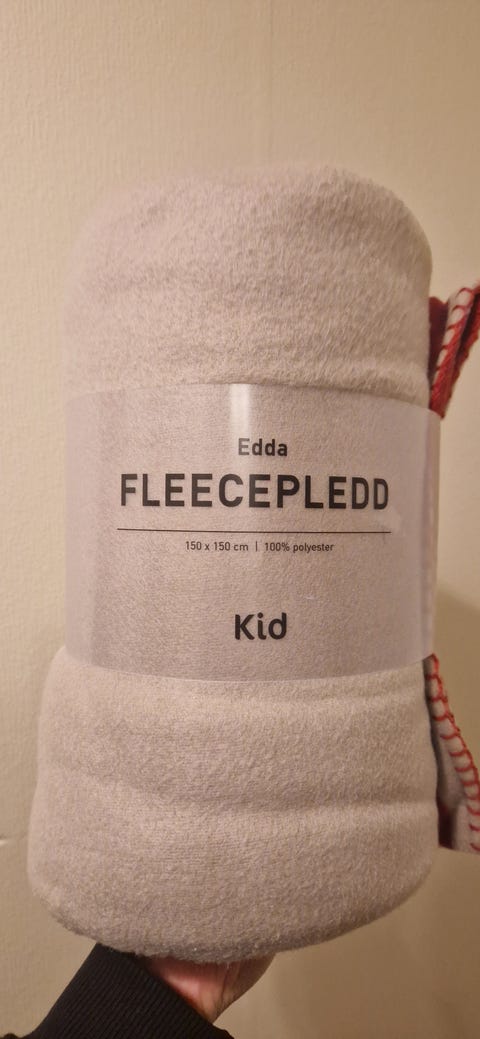 Edda
FLEECEPLEDD
150 x 150 cm | 100% polyester
Kid